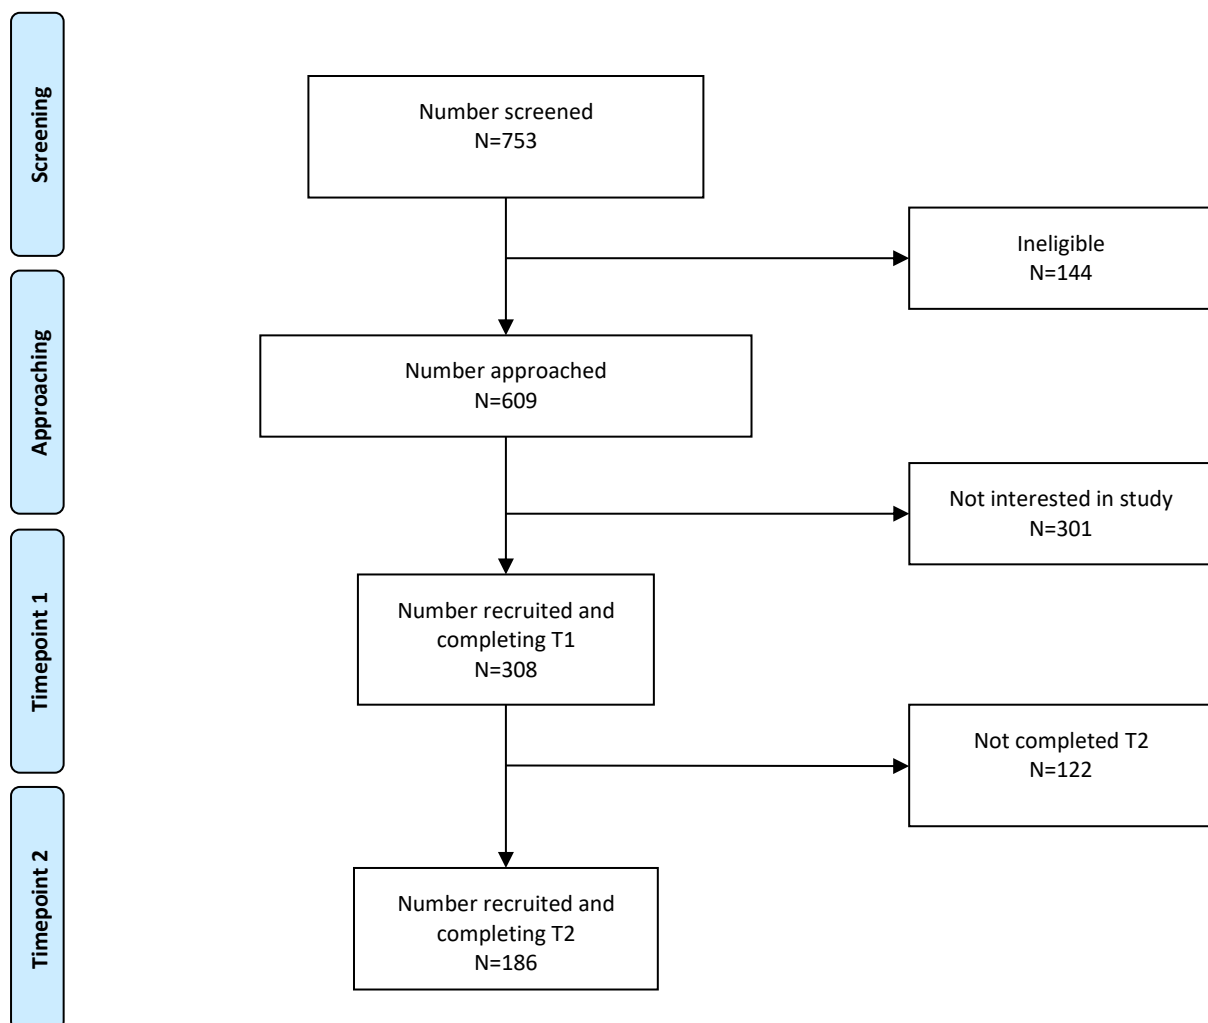 Screening
Number screened
N=753
Ineligible
N=144
Approaching
Number approached
N=609
Not interested in study
N=301
Timepoint 1
Number recruited and
completing T1
N=308
Not completed T2
N=122
Timepoint 2
Number recruited and
completing T2
N=186